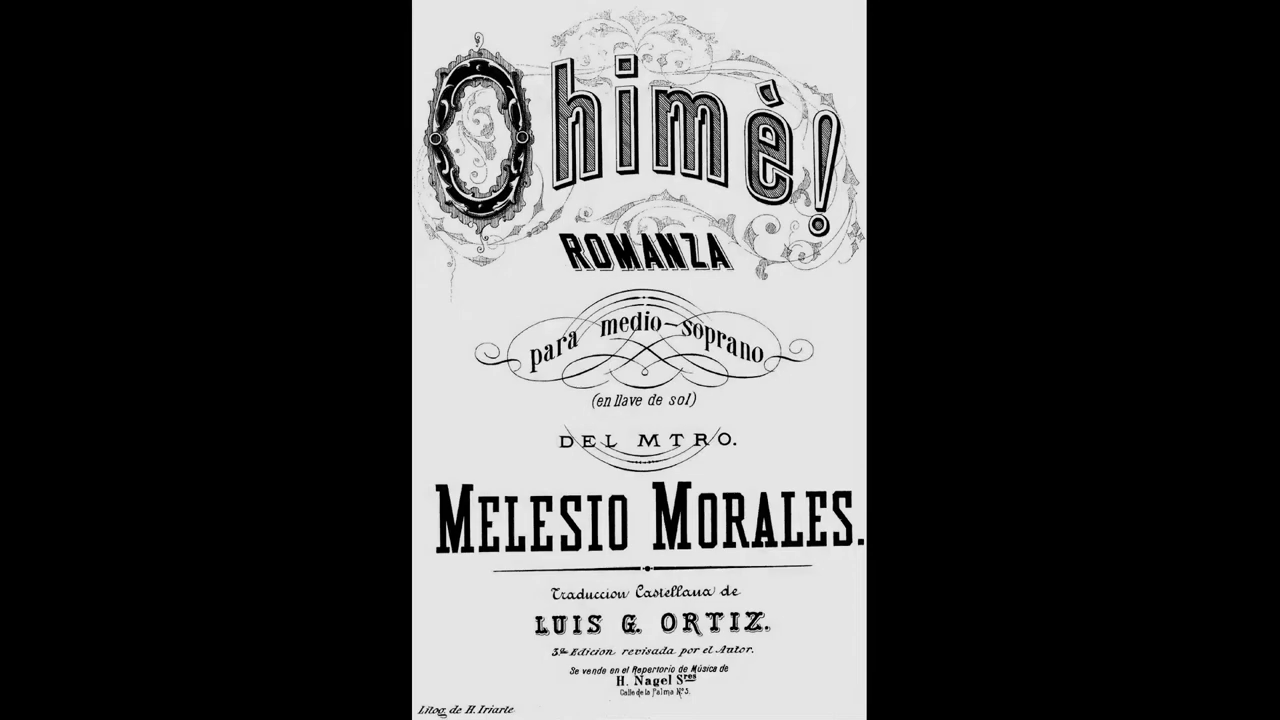 Ohimè!
ROMANZA
para medio-soprano
(en llave de sol)
DEL MTRO.
MELESIO MORALES.
Traduccion Castellana de
LUIS G. ORTIZ.
3ª Edicion revisada por el Autor.
Se vende en el Repertorio de Música de
H. Nagel Sres
Calle de la Palma Nº 5.
Litog. de H. Iriarte